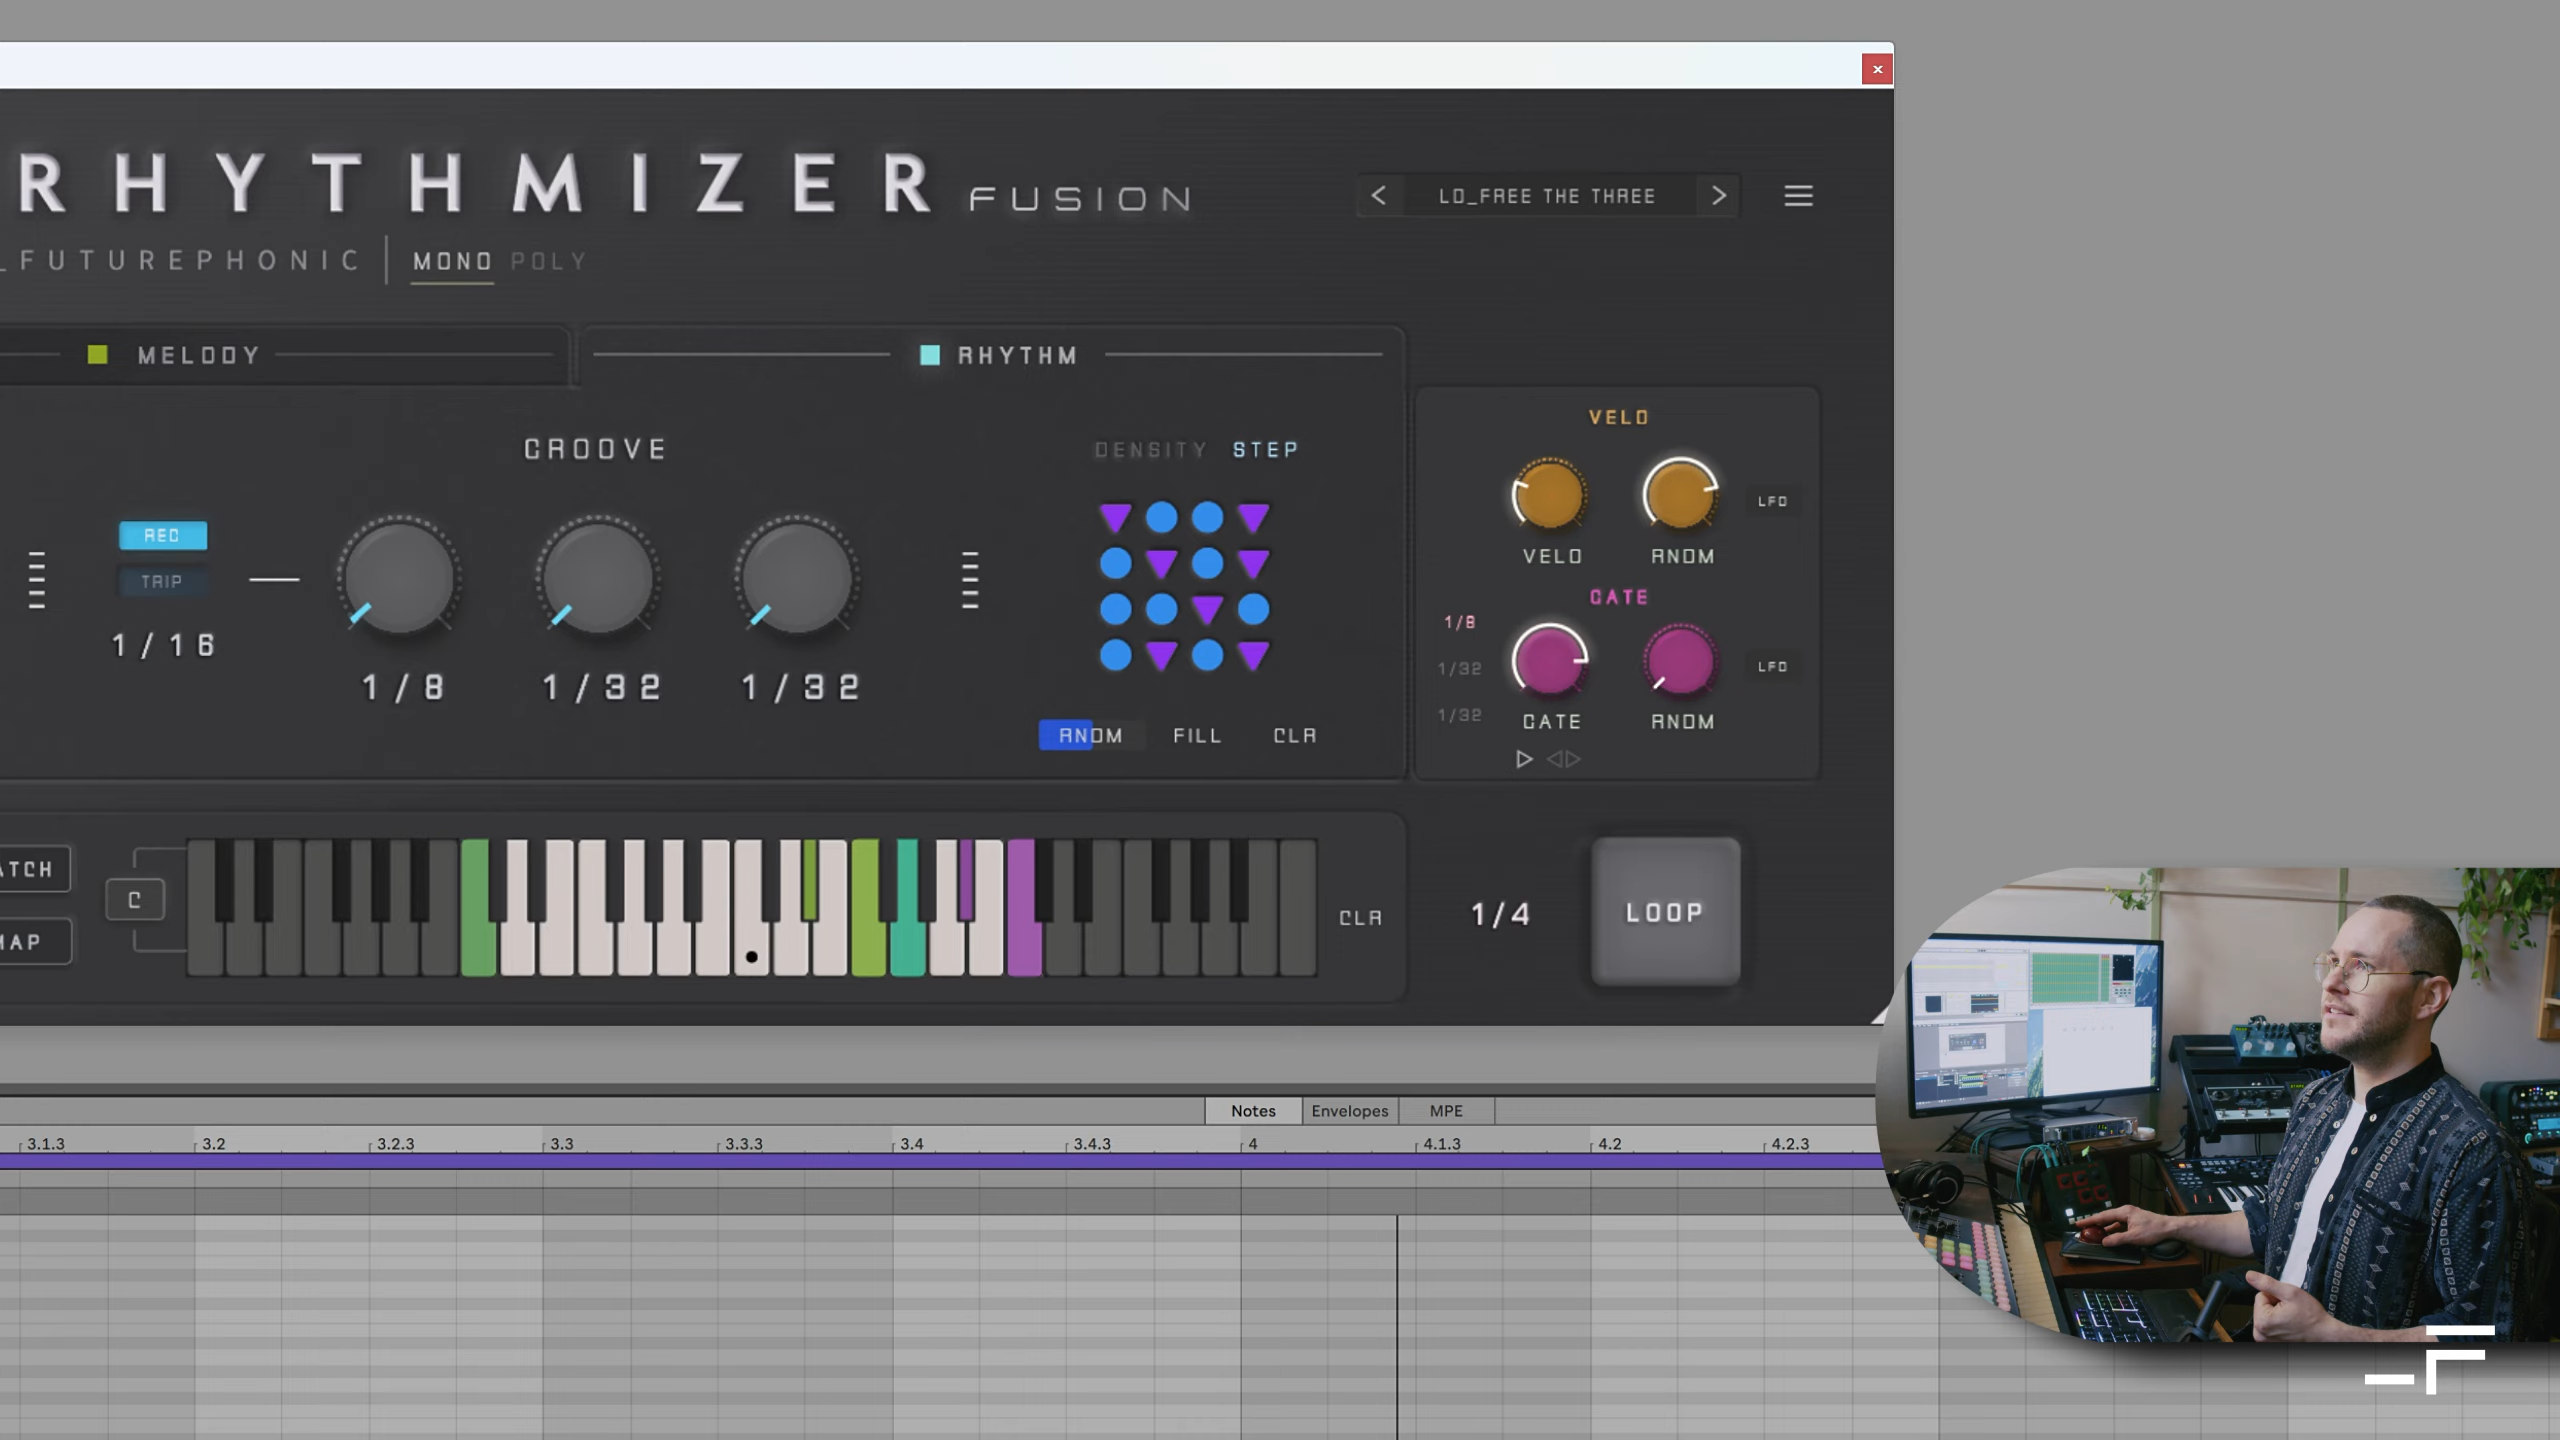 RHYTHMIZER FUSION
LO_FREE THE THREE
_FUTUREPHONIC
MONO POLY
MELODY
RHYTHM
GROOVE
DENSITY STEP
REG
TRIP
1/16
1/8
1/32
1/32
RNDM FILL CLR
VELO
VELO RNDM LFO
GATE
1/8
1/32
1/32
GATE RNDM LFO
C
CLR
1/4
LOOP
Notes Envelopes MPE
3.1.3 3.2 3.2.3 3.3 3.3.3 3.4 3.4.3 4 4.1.3 4.2 4.2.3